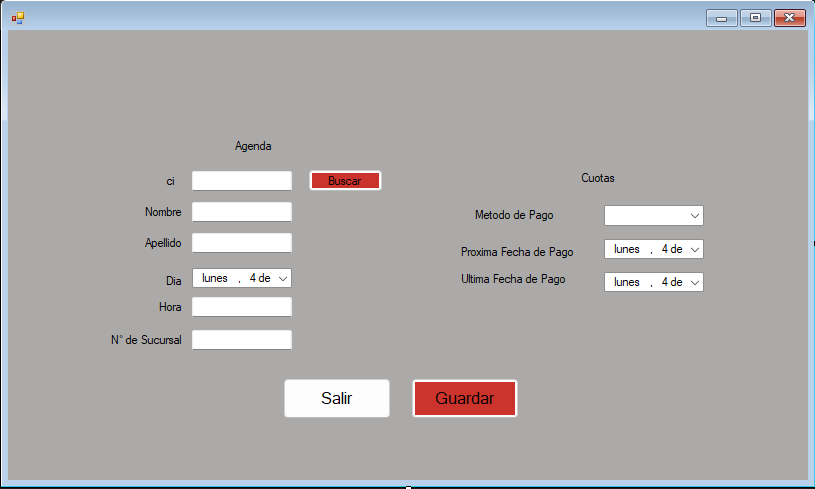 Agenda
ci
Buscar
Nombre
Apellido
Dia lunes , 4 de
Hora
N° de Sucursal
Cuotas
Metodo de Pago
Proxima Fecha de Pago lunes , 4 de
Ultima Fecha de Pago lunes , 4 de
Salir
Guardar